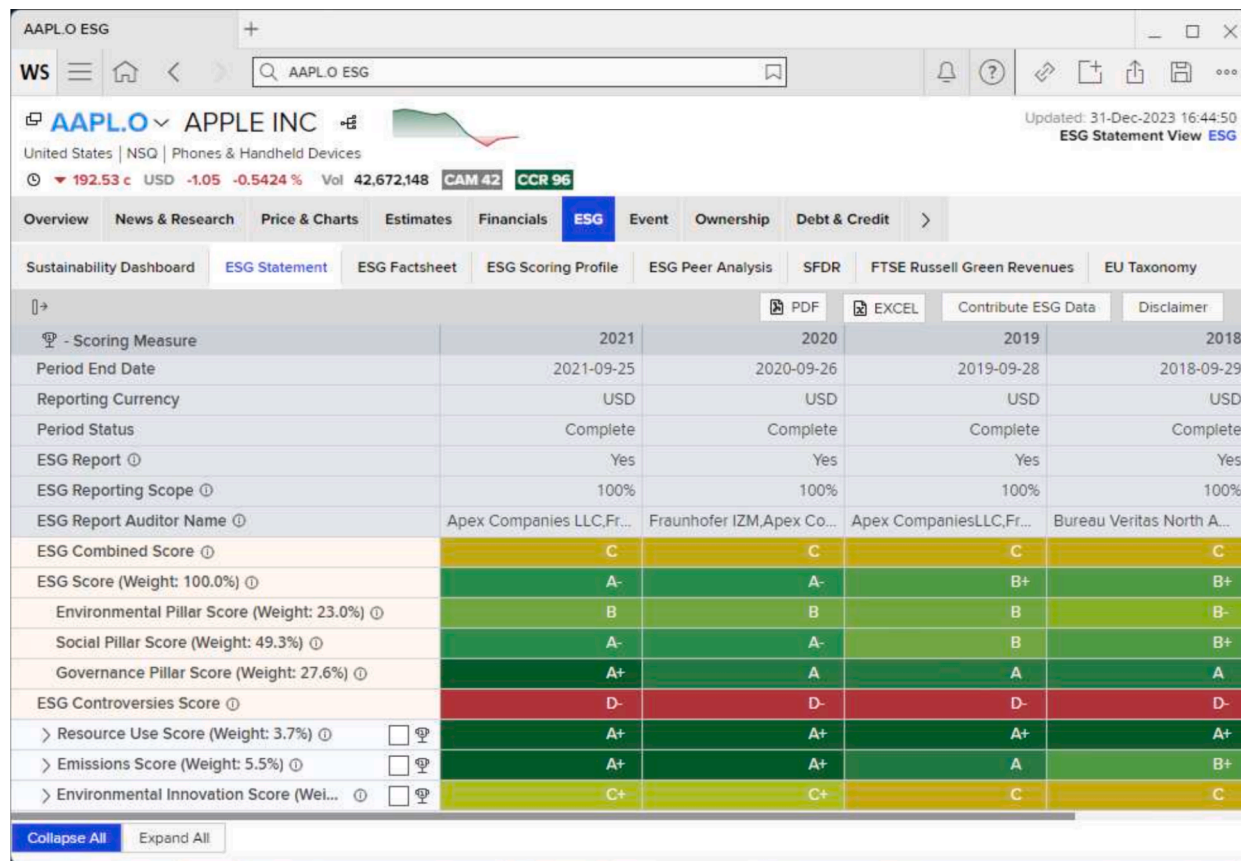 AAPL.O ESG
WS AAPL.O ESG
AAPL.O APPLE INC
Updated: 31-Dec-2023 16:44:50
ESG Statement View ESG
United States | NSQ | Phones & Handheld Devices
192.53 c USD -1.05 -0.5424 % Vol 42,672,148 CAM 42 CCR 96
Overview News & Research Price & Charts Estimates Financials ESG Event Ownership Debt & Credit
Sustainability Dashboard ESG Statement ESG Factsheet ESG Scoring Profile ESG Peer Analysis SFDR FTSE Russell Green Revenues EU Taxonomy
PDF EXCEL Contribute ESG Data Disclaimer
- Scoring Measure 2021 2020 2019 2018
Period End Date 2021-09-25 2020-09-26 2019-09-28 2018-09-29
Reporting Currency USD USD USD USD
Period Status Complete Complete Complete Complete
ESG Report Yes Yes Yes Yes
ESG Reporting Scope 100% 100% 100% 100%
ESG Report Auditor Name Apex Companies LLC,Fr... Fraunhofer IZM,Apex Co... Apex CompaniesLLC,Fr... Bureau Veritas North A...
ESG Combined Score C C C C
ESG Score (Weight: 100.0%) A- A- B+ B+
Environmental Pillar Score (Weight: 23.0%) B B B B-
Social Pillar Score (Weight: 49.3%) A- A- B B+
Governance Pillar Score (Weight: 27.6%) A+ A A A
ESG Controversies Score D- D- D- D-
Resource Use Score (Weight: 3.7%) A+ A+ A+ A+
Emissions Score (Weight: 5.5%) A+ A+ A B+
Environmental Innovation Score (Wei... C+ C+ C C
Collapse All Expand All